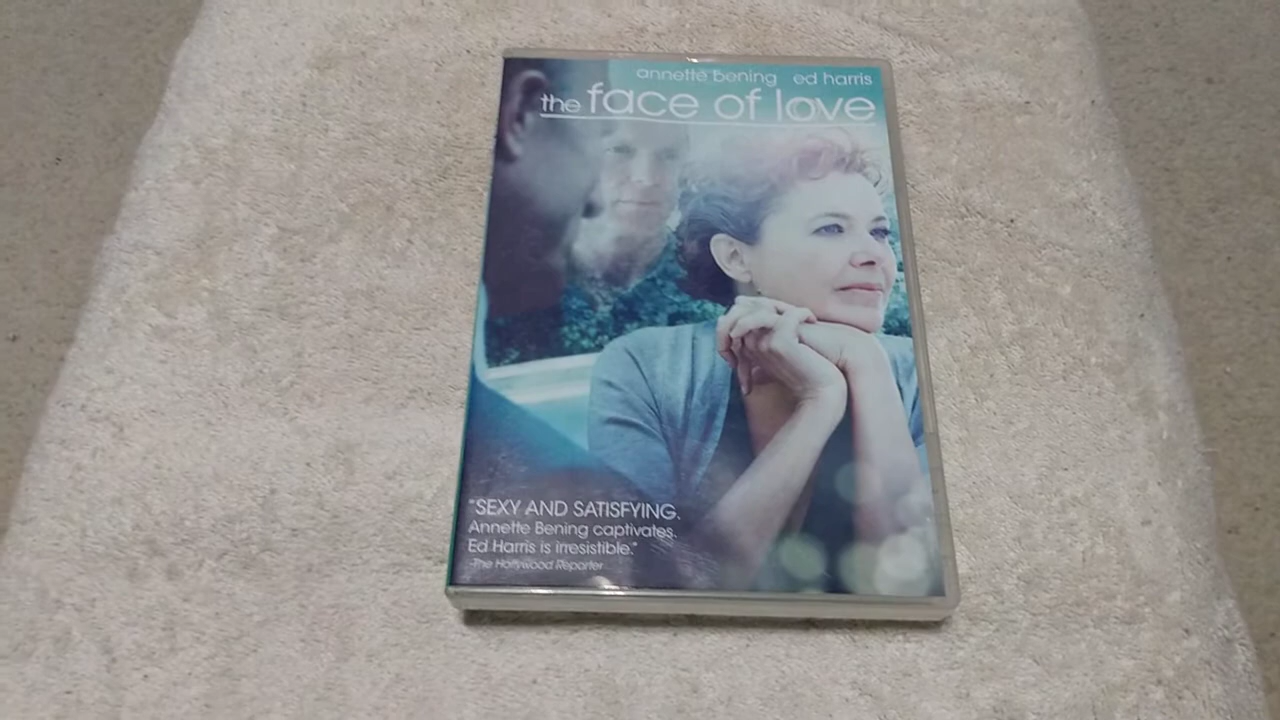 annette bening ed harris
the face of love
"SEXY AND SATISFYING.
Annette Bening captivates.
Ed Harris is irresistible."
-The Hollywood Reporter